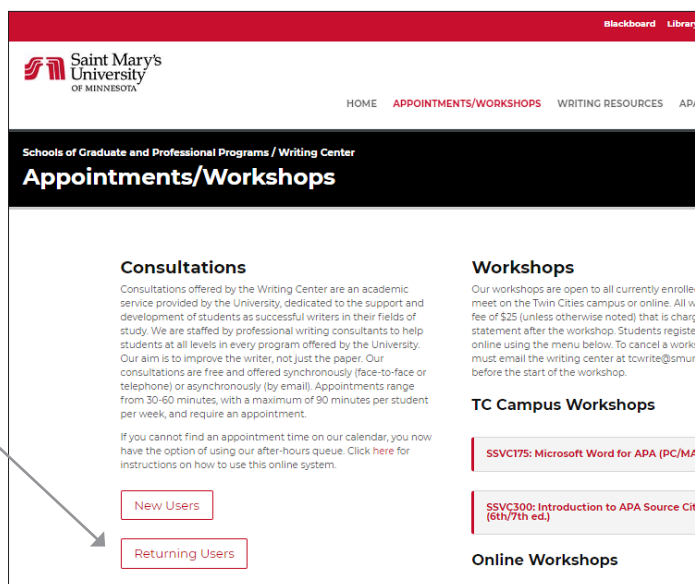 Blackboard Library
Saint Mary's
University
OF MINNESOTA
HOME APPOINTMENTS/WORKSHOPS WRITING RESOURCES
Schools of Graduate and Professional Programs / Writing Center
Appointments/Workshops
Consultations
Consultations offered by the Writing Center are an academic
service provided by the University, dedicated to the support and
development of students as successful writers in their fields of
study. We are staffed by professional writing consultants to help
students at all levels in every program offered by the University.
Our aim is to improve the writer, not just the paper. Our
consultations are free and offered synchronously (face-to-face or
telephone) or asynchronously (by email). Appointments range
from 30-60 minutes, with a maximum of 90 minutes per student
per week, and require an appointment.
If you cannot find an appointment time on our calendar, you now
have the option of using our after-hours queue. Click here for
instructions on how to use this online system.
New Users
Returning Users
Workshops
Our workshops are open to all currently enrolled
meet on the Twin Cities campus or online. All
fee of $25 (unless otherwise noted) that is
statement after the workshop. Students
online using the menu below. To cancel a
must email the writing center at
before the start of the workshop.
TC Campus Workshops
SSVC175: Microsoft Word for APA
SSVC300: Introduction to APA Source
(6th/7th ed.)
Online Workshops